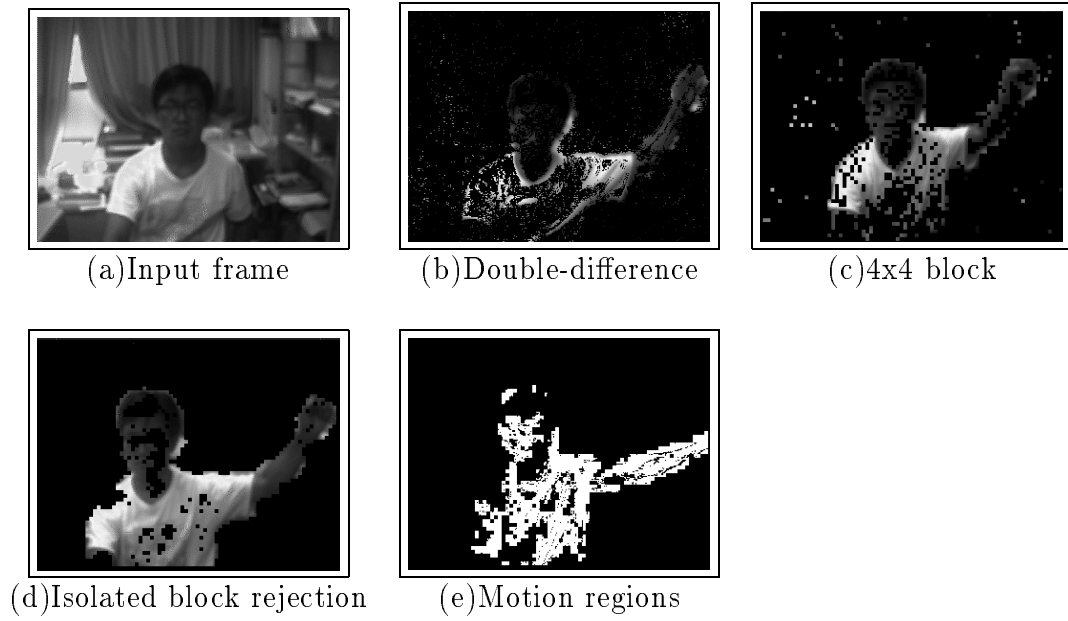 (a)Input frame
(b)Double-difference
(c)4x4 block
(d)Isolated block rejection
(e)Motion regions